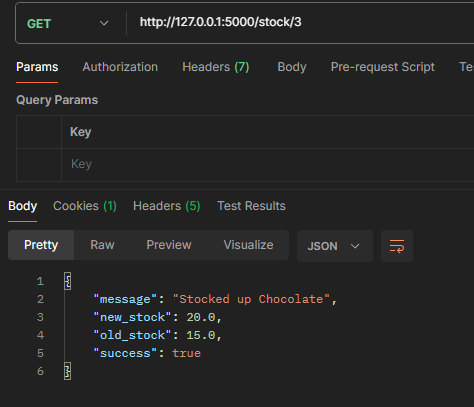 GET http://127.0.0.1:5000/stock/3
Params Authorization Headers (7) Body Pre-request Script
Query Params
Key
Key
Body Cookies (1) Headers (5) Test Results
Pretty Raw Preview Visualize JSON
1 {
2 "message": "Stocked up Chocolate",
3 "new_stock": 20.0,
4 "old_stock": 15.0,
5 "success": true
6 }